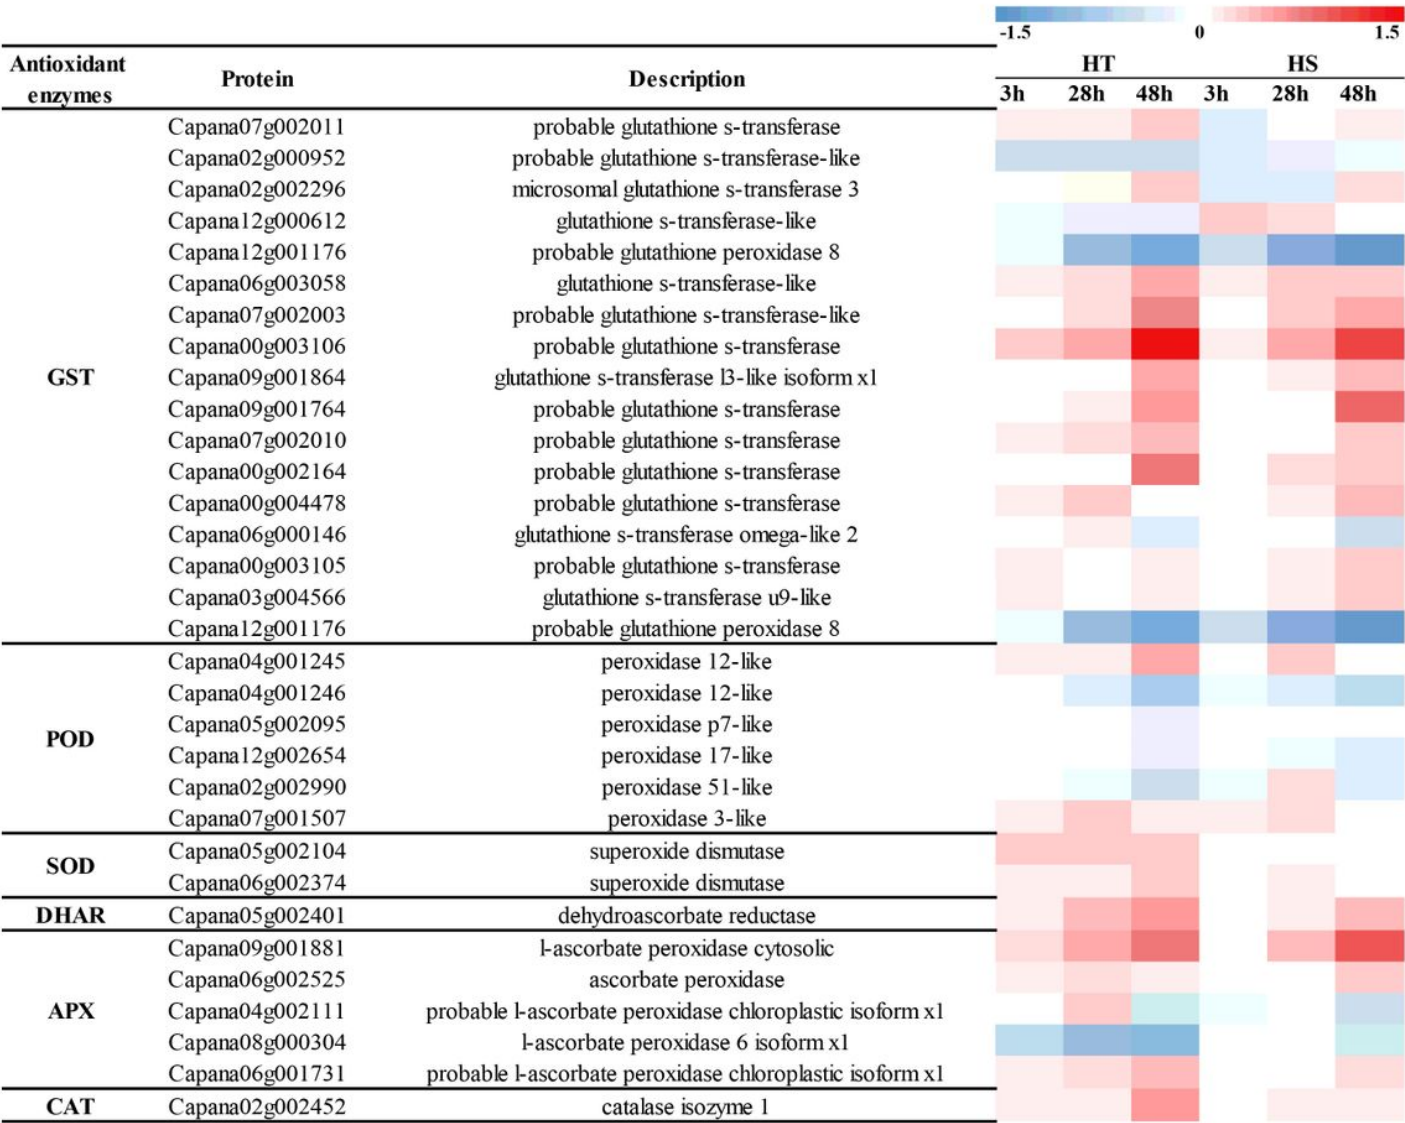 -1.5 0 1.5
HT HS
Antioxidant enzymes Protein Description 3h 28h 48h 3h 28h 48h
Capana07g002011 probable glutathione s-transferase
Capana02g000952 probable glutathione s-transferase-like
Capana02g002296 microsomal glutathione s-transferase 3
Capana12g000612 glutathione s-transferase-like
Capana12g001176 probable glutathione peroxidase 8
Capana06g003058 glutathione s-transferase-like
Capana07g002003 probable glutathione s-transferase-like
Capana00g003106 probable glutathione s-transferase
GST Capana09g001864 glutathione s-transferase l3-like isoform x1
Capana09g001764 probable glutathione s-transferase
Capana07g002010 probable glutathione s-transferase
Capana00g002164 probable glutathione s-transferase
Capana00g004478 probable glutathione s-transferase
Capana06g000146 glutathione s-transferase omega-like 2
Capana00g003105 probable glutathione s-transferase
Capana03g004566 glutathione s-transferase u9-like
Capana12g001176 probable glutathione peroxidase 8
Capana04g001245 peroxidase 12-like
Capana04g001246 peroxidase 12-like
POD Capana05g002095 peroxidase p7-like
Capana12g002654 peroxidase 17-like
Capana02g002990 peroxidase 51-like
Capana07g001507 peroxidase 3-like
SOD Capana05g002104 superoxide dismutase
Capana06g002374 superoxide dismutase
DHAR Capana05g002401 dehydroascorbate reductase
Capana09g001881 l-ascorbate peroxidase cytosolic
Capana06g002525 ascorbate peroxidase
APX Capana04g002111 probable l-ascorbate peroxidase chloroplastic isoform x1
Capana08g000304 l-ascorbate peroxidase 6 isoform x1
Capana06g001731 probable l-ascorbate peroxidase chloroplastic isoform x1
CAT Capana02g002452 catalase isozyme 1